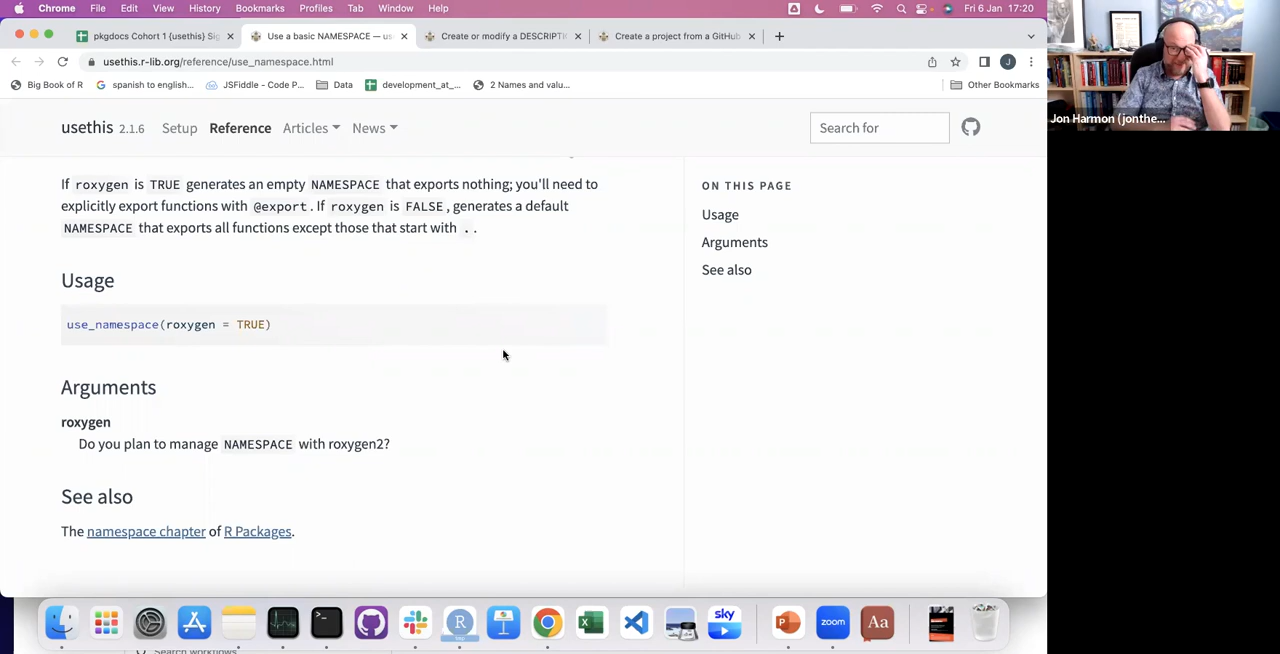 Chrome File Edit View History Bookmarks Profiles Tab Window Help Fri 6 Jan 17:20
pkgdocs Cohort 1 {usethis} Sig
Use a basic NAMESPACE — us
Create or modify a DESCRIPTI
Create a project from a GitHub
usethis.r-lib.org/reference/use_namespace.html
J
Big Book of R
spanish to english...
JSFiddle - Code P...
Data
development_at_...
2 Names and valu...
Other Bookmarks
usethis 2.1.6 Setup Reference Articles News
Search for
If roxygen is TRUE generates an empty NAMESPACE that exports nothing; you'll need to
explicitly export functions with @export. If roxygen is FALSE, generates a default
NAMESPACE that exports all functions except those that start with . .
Usage
use_namespace(roxygen = TRUE)
Arguments
roxygen
Do you plan to manage NAMESPACE with roxygen2?
See also
The namespace chapter of R Packages.
ON THIS PAGE
Usage
Arguments
See also
Jon Harmon (jonthe...
sky
zoom
Aa
Search workflows